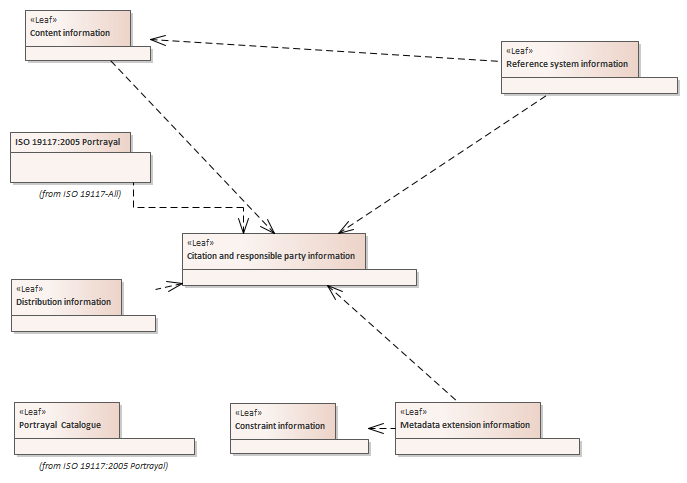 «Leaf»
Content information
«Leaf»
Reference system information
ISO 19117:2005 Portrayal
(from ISO 19117-All)
«Leaf»
Citation and responsible party information
«Leaf»
Distribution information
«Leaf»
Portrayal Catalogue
(from ISO 19117:2005 Portrayal)
«Leaf»
Constraint information
«Leaf»
Metadata extension information